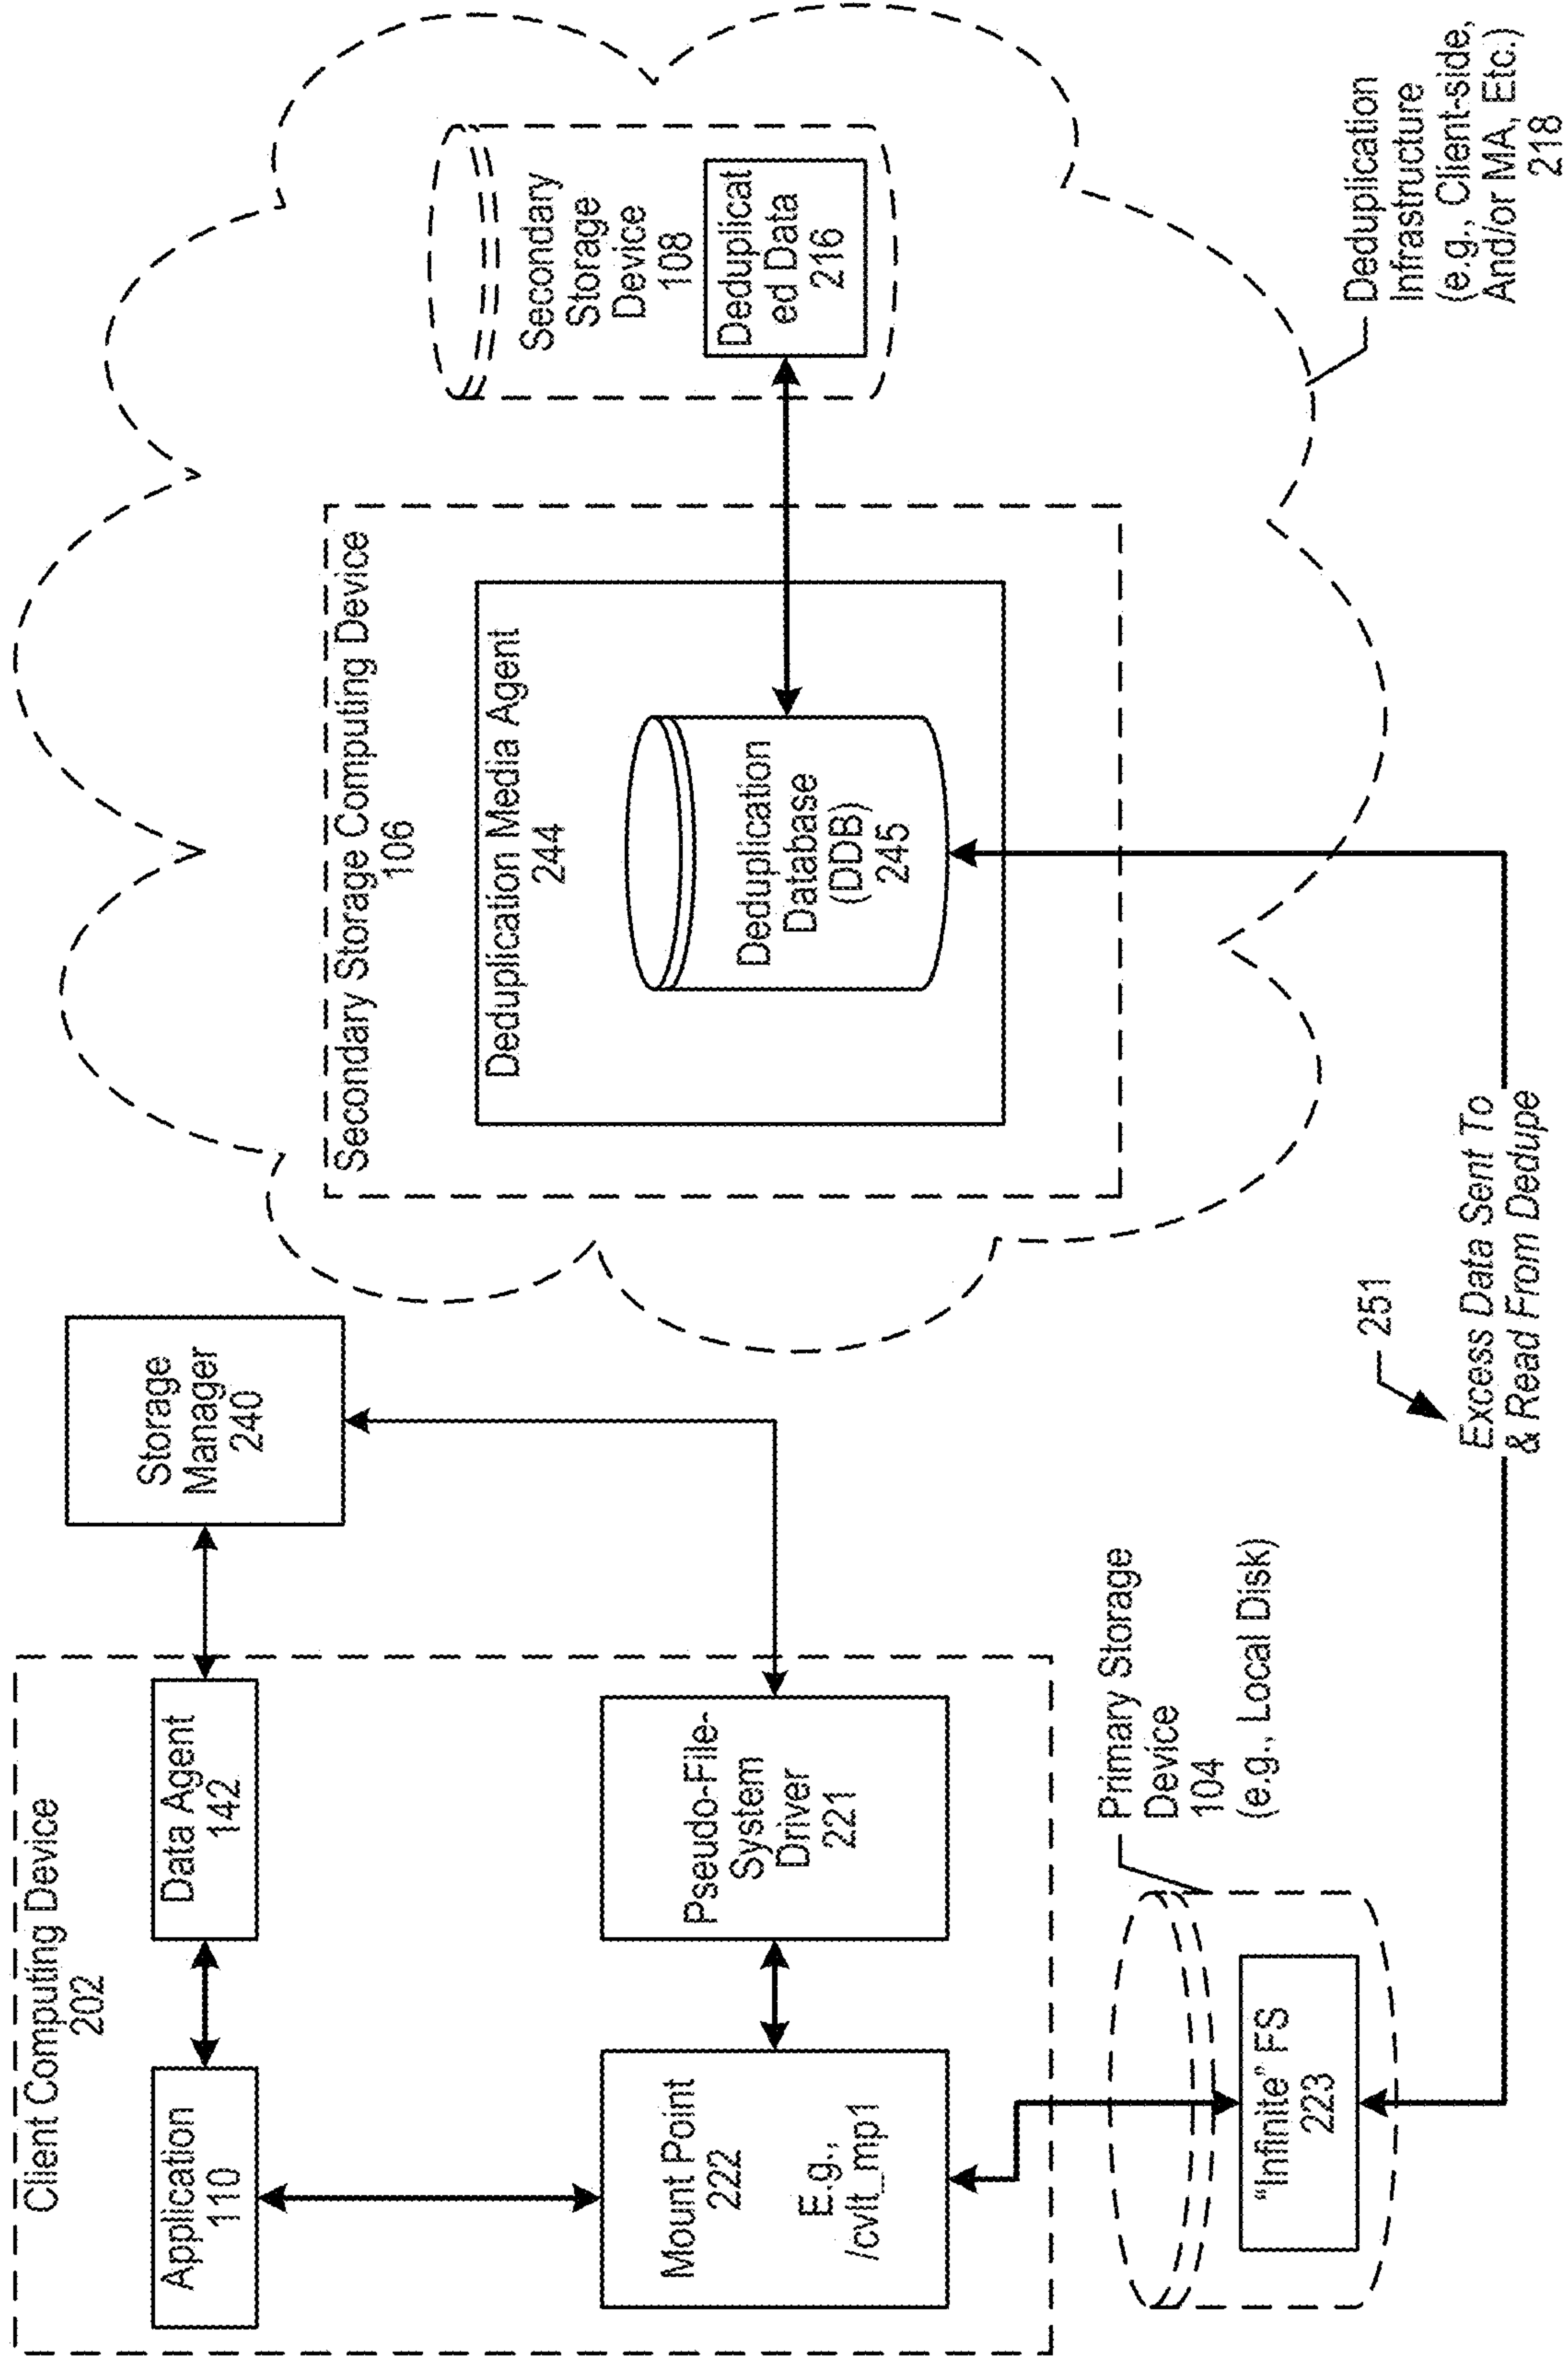 Client Computing Device
202
Application
110
Data Agent
142
Mount Point
222
E.g.,
/cvlt_mp1
Pseudo-File-
System
Driver
221
Storage
Manager
240
Primary Storage
Device
104
(e.g., Local Disk)
"Infinite" FS
223
251
Excess Data Sent To
& Read From Dedupe
Secondary Storage Computing Device
106
Deduplication Media Agent
244
Deduplication
Database
(DDB)
245
Secondary
Storage
Device
108
Deduplicat
ed Data
216
Deduplication
Infrastructure
(e.g., Client-side,
And/or MA, Etc.)
218